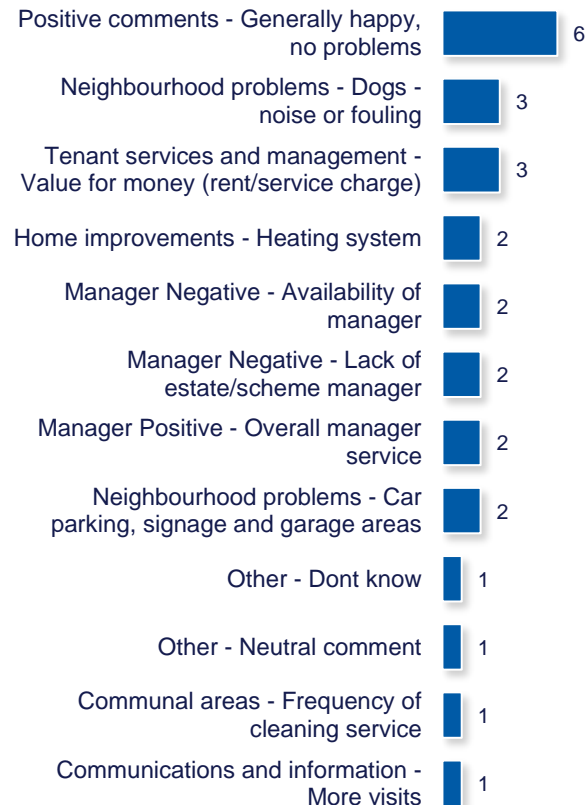 Positive comments - Generally happy,
no problems
6
Neighbourhood problems - Dogs -
noise or fouling
3
Tenant services and management -
Value for money (rent/service charge)
3
Home improvements - Heating system
2
Manager Negative - Availability of
manager
2
Manager Negative - Lack of
estate/scheme manager
2
Manager Positive - Overall manager
service
2
Neighbourhood problems - Car
parking, signage and garage areas
2
Other - Dont know
1
Other - Neutral comment
1
Communal areas - Frequency of
cleaning service
1
Communications and information -
More visits
1